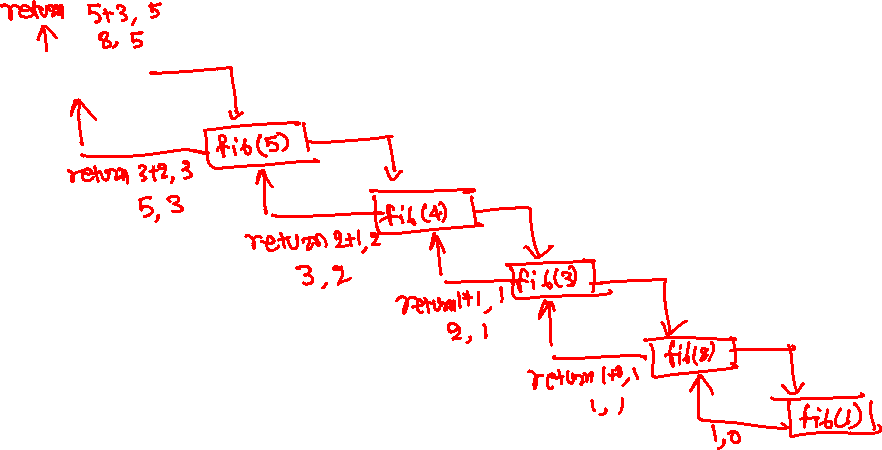 return 5+3, 5
8, 5
fib(5)
return 3+2, 3
5, 3
fib(4)
return 2+1, 2
3, 2
fib(3)
return 1+1, 1
2, 1
fib(2)
return 1+0, 1
1, 1
fib(1)
1, 0